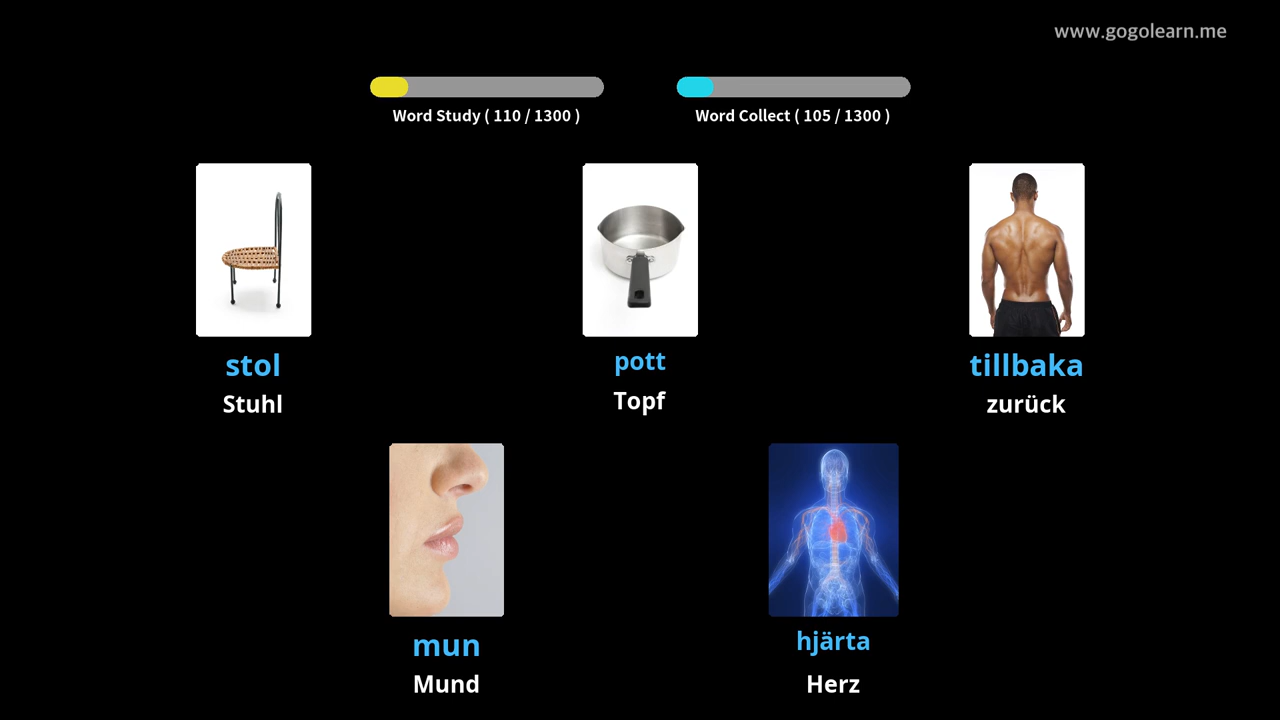 www.gogolearn.me
Word Study ( 110 / 1300 )
Word Collect ( 105 / 1300 )
stol
Stuhl
pott
Topf
tillbaka
zurück
mun
Mund
hjärta
Herz